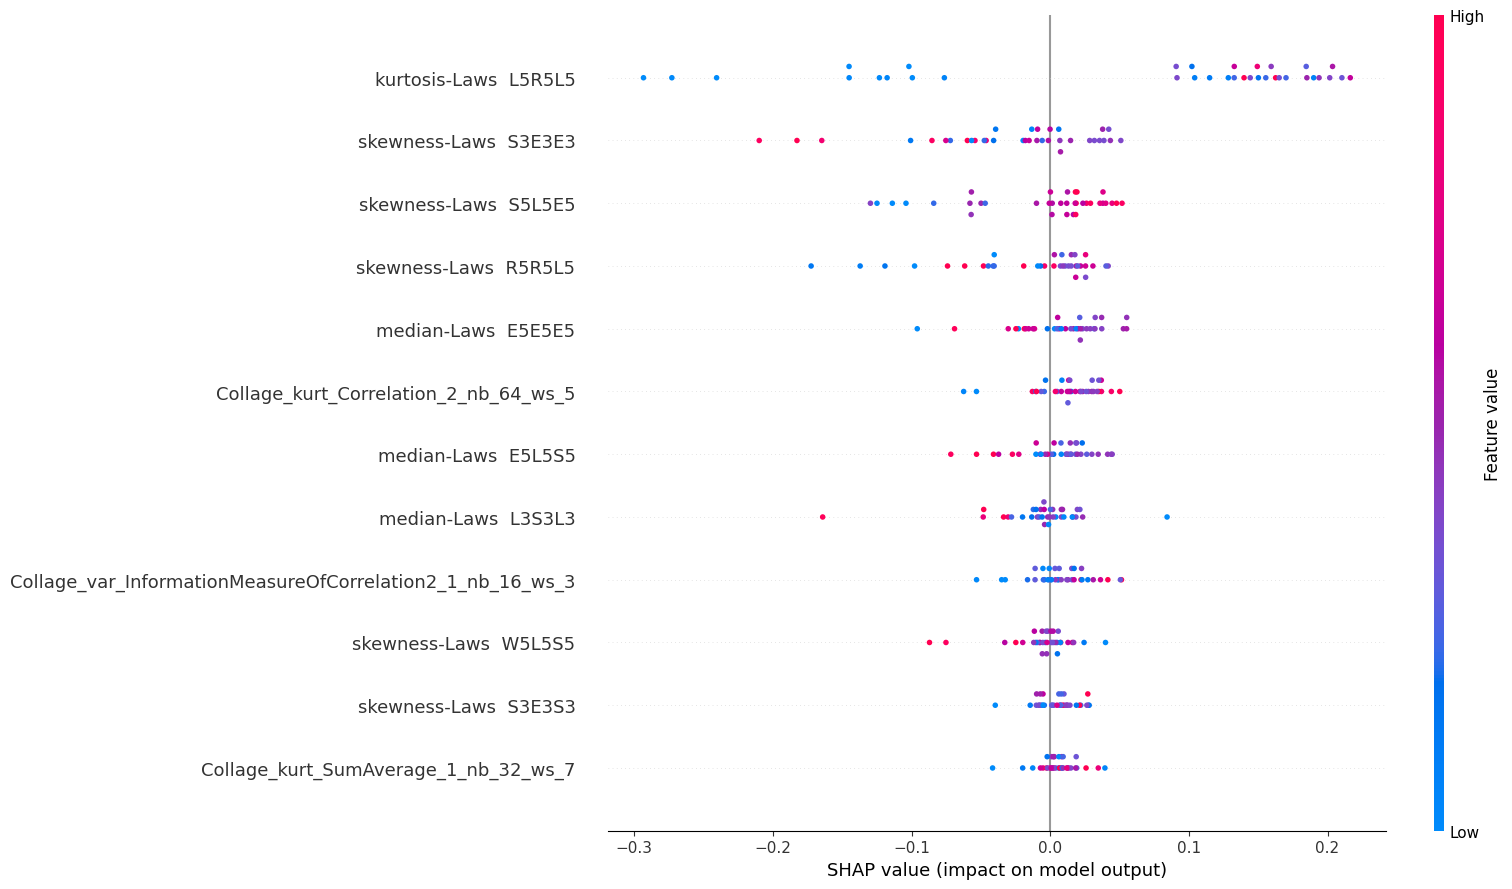 High
kurtosis-Laws  L5R5L5
skewness-Laws  S3E3E3
skewness-Laws  S5L5E5
skewness-Laws  R5R5L5
median-Laws  E5E5E5
Collage_kurt_Correlation_2_nb_64_ws_5
median-Laws  E5L5S5
median-Laws  L3S3L3
Collage_var_InformationMeasureOfCorrelation2_1_nb_16_ws_3
skewness-Laws  W5L5S5
skewness-Laws  S3E3S3
Collage_kurt_SumAverage_1_nb_32_ws_7
Feature value
Low
−0.3 −0.2 −0.1 0.0 0.1 0.2
SHAP value (impact on model output)